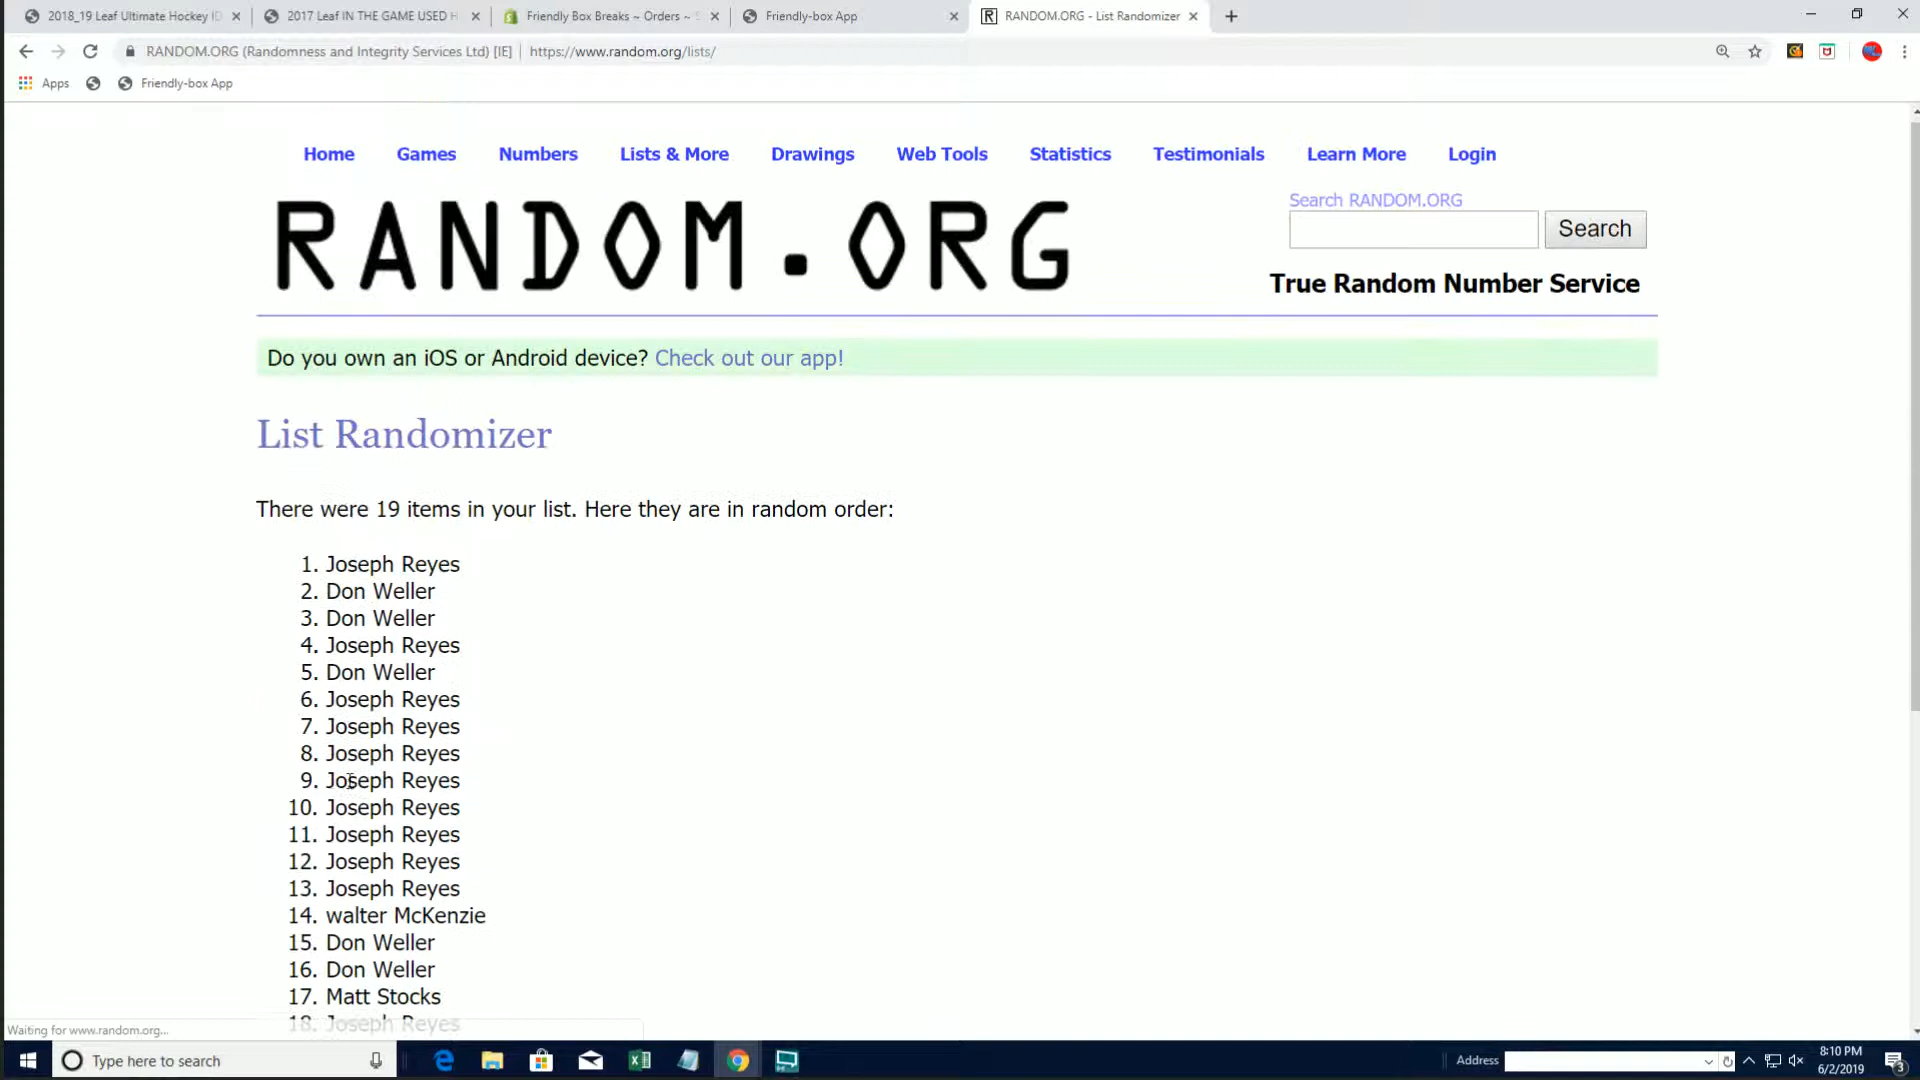 2018_19 Leaf Ultimate Hockey I
2017 Leaf IN THE GAME USED H
Friendly Box Breaks ~ Orders ~
Friendly-box App
RANDOM.ORG - List Randomizer
RANDOM.ORG (Randomness and Integrity Services Ltd) [IE] | https://www.random.org/lists/
Apps
Friendly-box App
Home Games Numbers Lists & More Drawings Web Tools Statistics Testimonials Learn More Login
RANDOM.ORG
Search RANDOM.ORG
Search
True Random Number Service
Do you own an iOS or Android device? Check out our app!
List Randomizer
There were 19 items in your list. Here they are in random order:
1. Joseph Reyes
2. Don Weller
3. Don Weller
4. Joseph Reyes
5. Don Weller
6. Joseph Reyes
7. Joseph Reyes
8. Joseph Reyes
9. Joseph Reyes
10. Joseph Reyes
11. Joseph Reyes
12. Joseph Reyes
13. Joseph Reyes
14. walter McKenzie
15. Don Weller
16. Don Weller
17. Matt Stocks
18. Joseph Reyes
Waiting for www.random.org...
Type here to search
Address
8:10 PM
6/2/2019
3